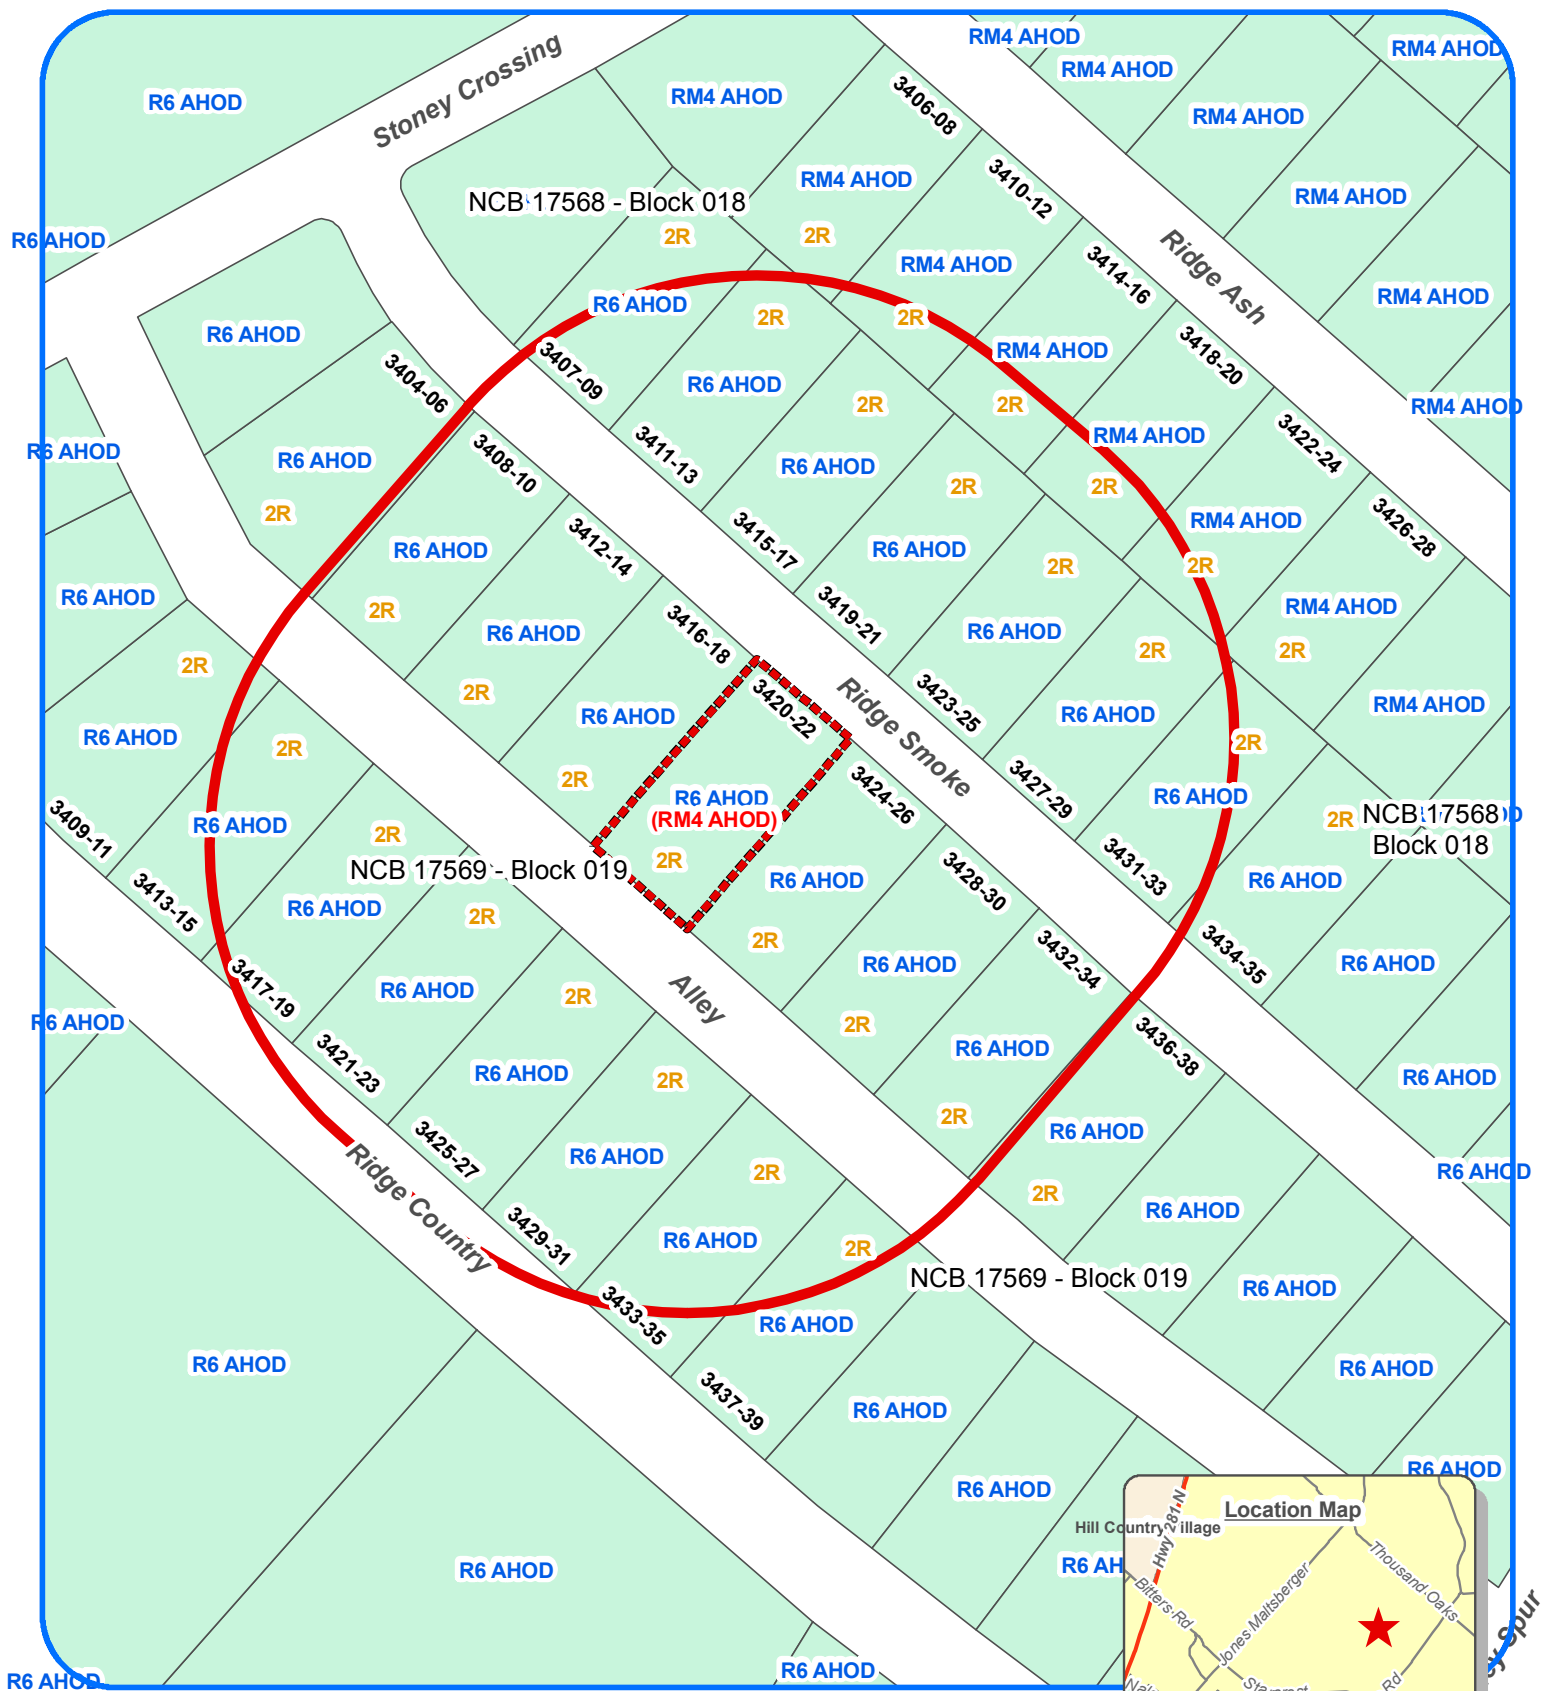 RM4 AHOD
RM4 AHOD
RM4 AHOD
Stoney Crossing
R6 AHOD
RM4 AHOD
3406-08
RM4 AHOD
RM4 AHOD
3410-12
RM4 AHOD
NCB 17568 - Block 018
2R
2R
R6 AHOD
RM4 AHOD
3414-16
Ridge Ash
RM4 AHOD
R6 AHOD
2R
2R
R6 AHOD
RM4 AHOD
3418-20
3404-06
3407-09
R6 AHOD
2R
2R
RM4 AHOD
RM4 AHOD
3422-24
R6 AHOD
R6 AHOD
3408-10
3411-13
R6 AHOD
2R
2R
2R
RM4 AHOD
3426-28
R6 AHOD
3412-14
3415-17
R6 AHOD
2R
2R
R6 AHOD
2R
RM4 AHOD
R6 AHOD
3416-18
3419-21
R6 AHOD
2R
2R
2R
2R
R6 AHOD
3420-22
3423-25
R6 AHOD
RM4 AHOD
R6 AHOD
2R
2R
Ridge Smoke
2R
R6 AHOD
(RM4 AHOD)
3424-26
3427-29
R6 AHOD
2R
NCB 17568
Block 018
3409-11
R6 AHOD
2R
2R
NCB 17569 - Block 019
R6 AHOD
3428-30
3431-33
R6 AHOD
3413-15
R6 AHOD
2R
2R
R6 AHOD
3432-34
3434-35
R6 AHOD
3417-19
R6 AHOD
2R
Alley
2R
R6 AHOD
3436-38
R6 AHOD
R6 AHOD
3421-23
R6 AHOD
2R
2R
R6 AHOD
R6 AHOD
3425-27
R6 AHOD
2R
2R
R6 AHOD
Ridge Country
3429-31
R6 AHOD
2R
NCB 17569 - Block 019
R6 AHOD
3433-35
R6 AHOD
R6 AHOD
R6 AHOD
3437-39
R6 AHOD
R6 AHOD
R6 AHOD
R6 AHOD
R6 AH
R6 AHOD
R6 AHOD
Location Map
Hill Country Village
Hwy 281 N
Thousand Oaks
Bitters Rd
Jones Maltsberger
Rd
ey Spur